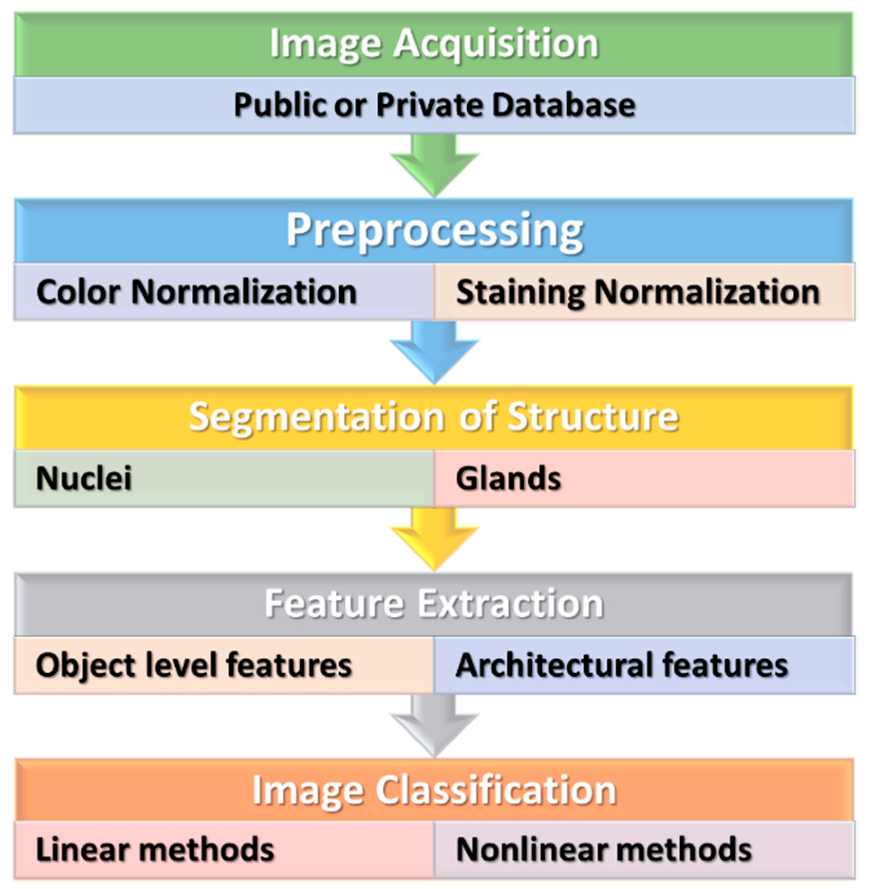 Image Acquisition
Public or Private Database
Preprocessing
Color Normalization
Staining Normalization
Segmentation of Structure
Nuclei
Glands
Feature Extraction
Object level features
Architectural features
Image Classification
Linear methods
Nonlinear methods